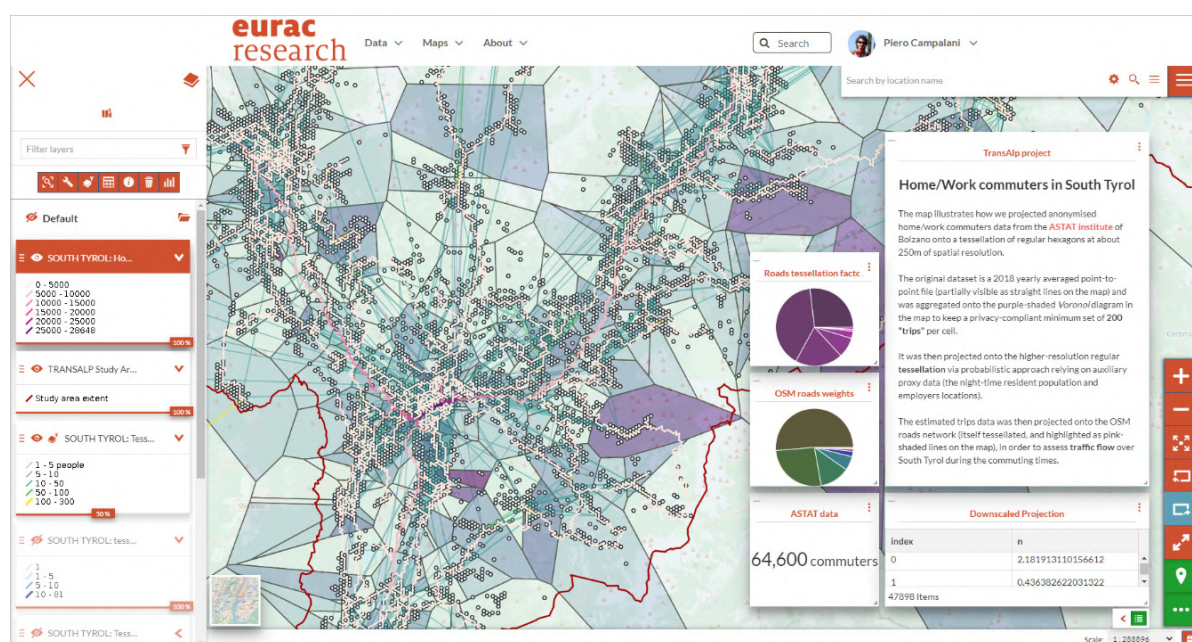 eurac
research
Data
Maps
About
Search
Piero Campalani
Search by location name
Filter layers
Default
SOUTH TYROL: Ho...
0 - 5000
5000 - 10000
10000 - 15000
15000 - 20000
20000 - 25000
25000 - 28648
100 %
TRANSALP Study Ar...
Study area extent
100 %
SOUTH TYROL: Tess...
1 - 5 people
5 - 10
10 - 50
50 - 100
100 - 300
50 %
SOUTH TYROL: tess...
1
1 - 5
5 - 10
10 - 81
100 %
SOUTH TYROL: Tess...
Roads tessellation factc.
OSM roads weights
ASTAT data
64,600 commuters
TransAlp project
Home/Work commuters in South Tyrol
The map illustrates how we projected anonymised
home/work commuters data from the ASTAT institute of
Bolzano onto a tessellation of regular hexagons at about
250m of spatial resolution.
The original dataset is a 2018 yearly averaged point-to-
point file (partially visible as straight lines on the map) and
was aggregated onto the purple-shaded Voronoi diagram in
the map to keep a privacy-compliant minimum set of 200
"trips" per cell.
It was then projected onto the higher-resolution regular
tessellation via probabilistic approach relying on auxiliary
proxy data (the night-time resident population and
employers locations).
The estimated trips data was then projected onto the OSM
roads network (itself tessellated, and highlighted as pink-
shaded lines on the map), in order to assess traffic flow over
South Tyrol during the commuting times.
Downscaled Projection
index n
0 2.181913110156612
1 0.436382622031322
47898 Items
Scale: 1:288896